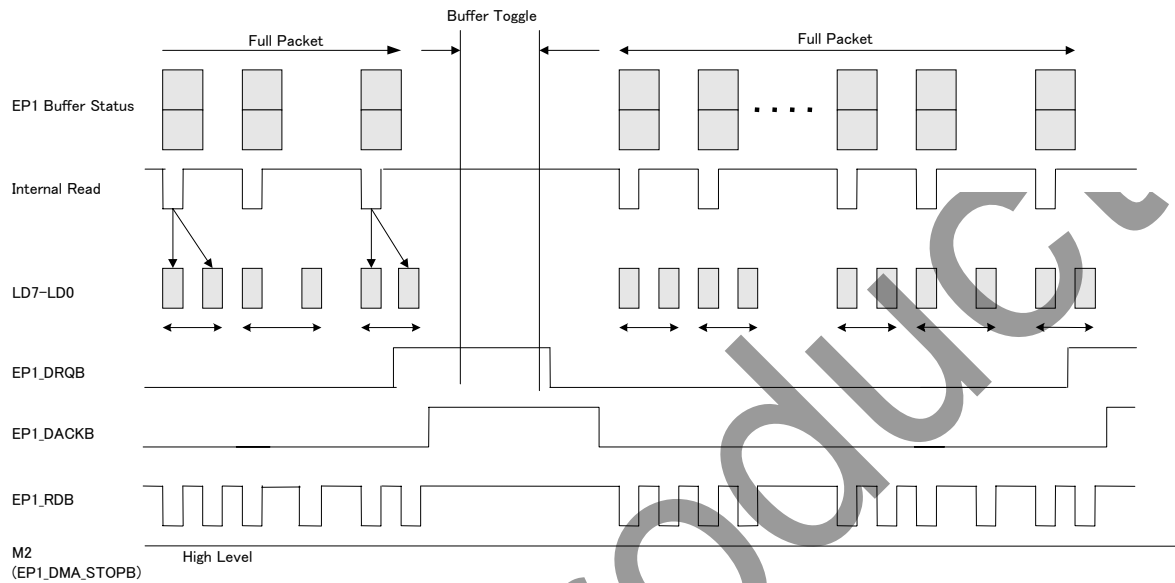 Buffer Toggle
Full Packet
Full Packet
EP1 Buffer Status
Internal Read
LD7-LD0
EP1_DRQB
EP1_DACKB
EP1_RDB
M2
High Level
(EP1_DMA_STOPB)
roduct